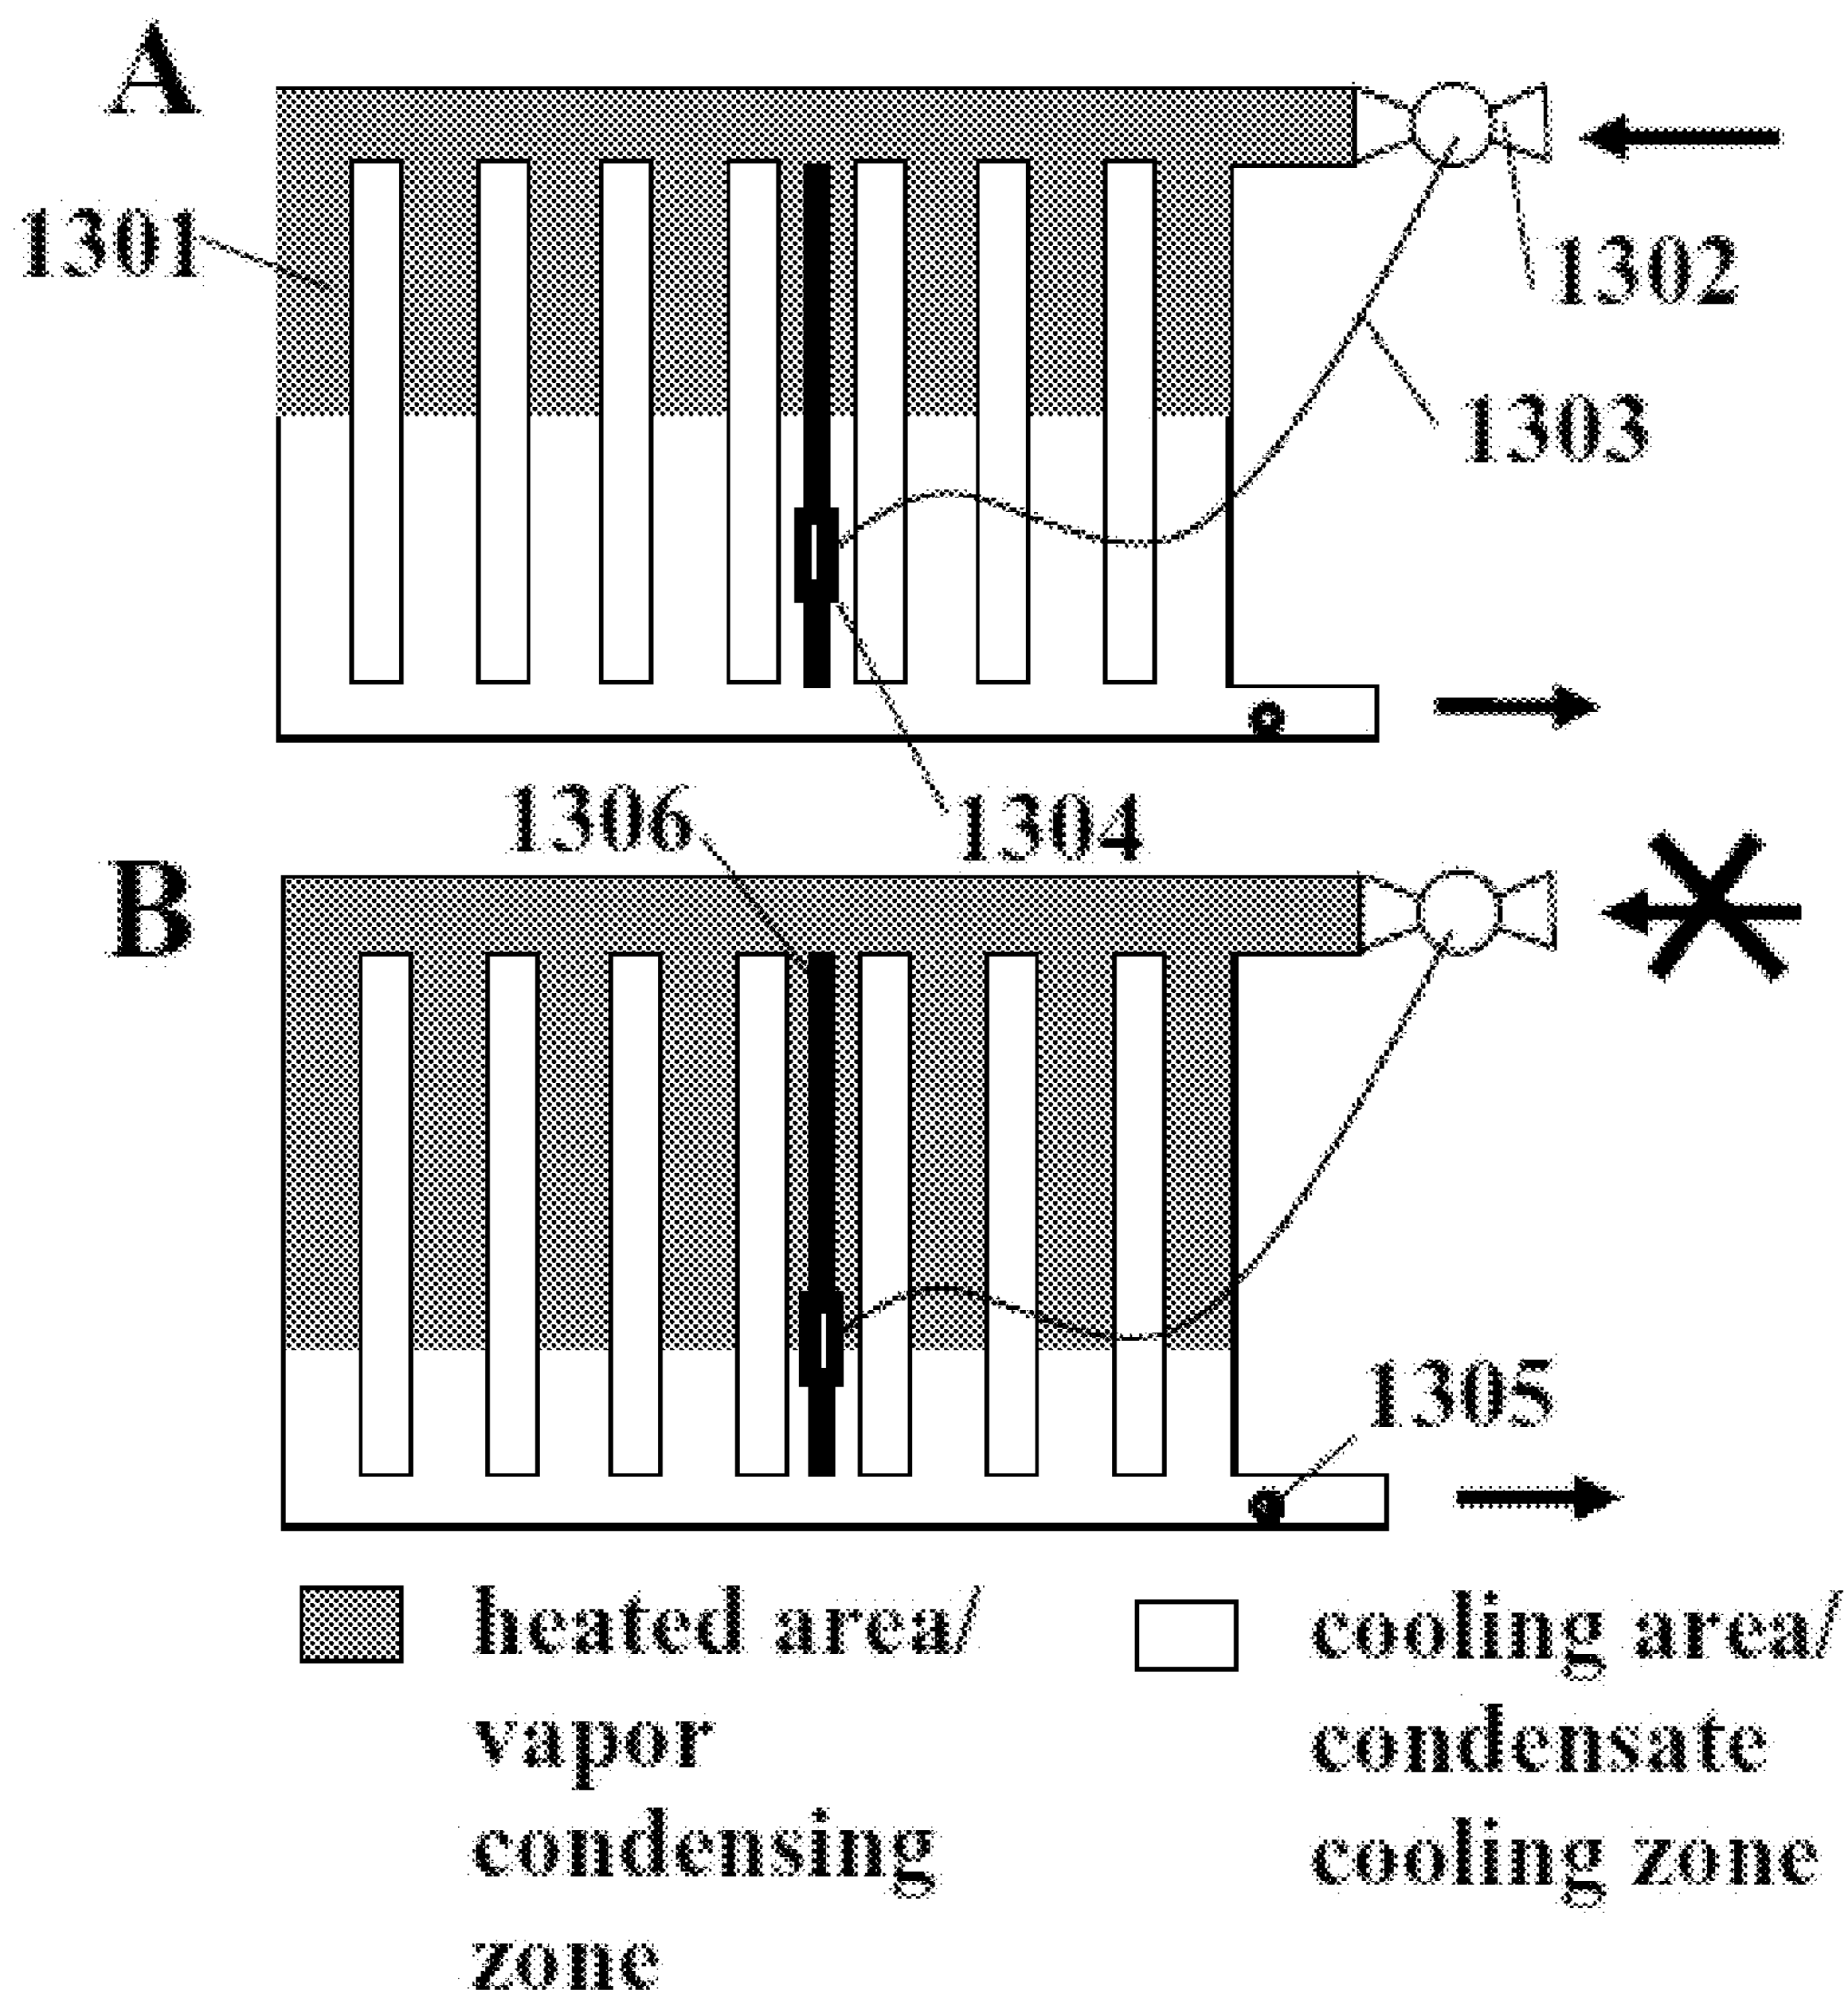 A
1301
1302
1303
1306
1304
B
1305
heated area/
vapor
condensing
zone
cooling area/
condensate
cooling zone